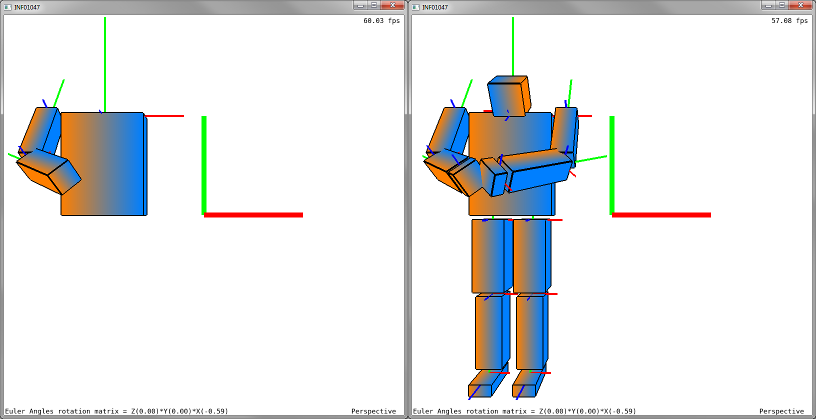 INF01047
60.03 fps
Euler Angles rotation matrix = Z(0.00)*Y(0.00)*X(-0.59)
Perspective
INF01047
57.08 fps
Euler Angles rotation matrix = Z(0.00)*Y(0.00)*X(-0.59)
Perspective